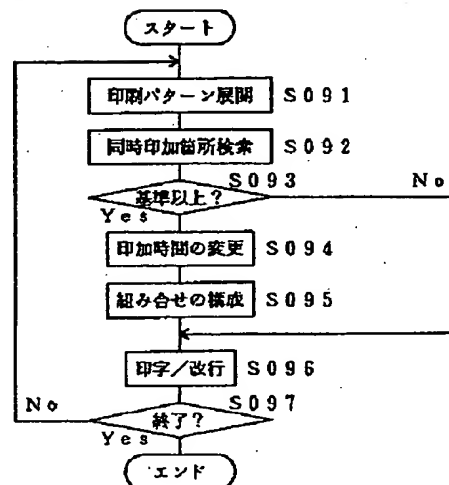 スタート
印刷パターン展開 S091
同時印加箇所検索 S092
S093
基準以上? No
Yes
印加時間の変更 S094
組み合せの構成 S095
印字/改行 S096
No S097
終了?
Yes
エンド